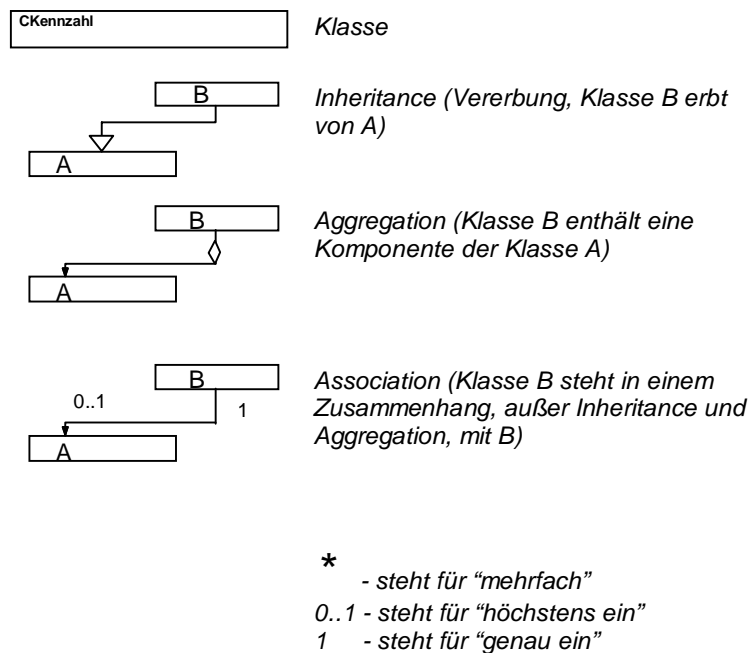 CKennzahl
Klasse
B
A
Inheritance (Vererbung, Klasse B erbt
von A)
B
A
Aggregation (Klasse B enthält eine
Komponente der Klasse A)
B
0..1
1
A
Association (Klasse B steht in einem
Zusammenhang, außer Inheritance und
Aggregation, mit B)
* - steht für “mehrfach”
0..1 - steht für “höchstens ein”
1 - steht für “genau ein”